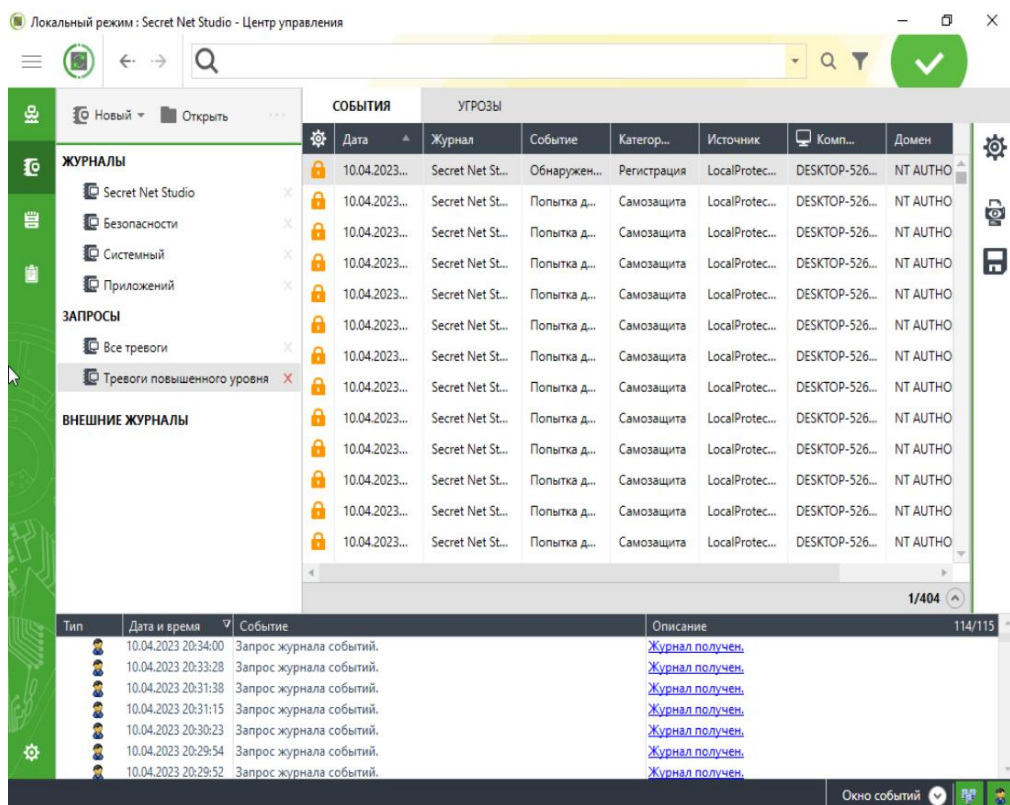 Локальный режим : Secret Net Studio - Центр управления
Новый Открыть ...
ЖУРНАЛЫ
Secret Net Studio
Безопасности
Системный
Приложений
ЗАПРОСЫ
Все тревоги
Тревоги повышенного уровня
ВНЕШНИЕ ЖУРНАЛЫ
СОБЫТИЯ УГРОЗЫ
Дата Журнал Событие Категор... Источник Комп... Домен
10.04.2023... Secret Net St... Обнаружен... Регистрация LocalProtec... DESKTOP-526... NT AUTHO
10.04.2023... Secret Net St... Попытка д... Самозащита LocalProtec... DESKTOP-526... NT AUTHO
10.04.2023... Secret Net St... Попытка д... Самозащита LocalProtec... DESKTOP-526... NT AUTHO
10.04.2023... Secret Net St... Попытка д... Самозащита LocalProtec... DESKTOP-526... NT AUTHO
10.04.2023... Secret Net St... Попытка д... Самозащита LocalProtec... DESKTOP-526... NT AUTHO
10.04.2023... Secret Net St... Попытка д... Самозащита LocalProtec... DESKTOP-526... NT AUTHO
10.04.2023... Secret Net St... Попытка д... Самозащита LocalProtec... DESKTOP-526... NT AUTHO
10.04.2023... Secret Net St... Попытка д... Самозащита LocalProtec... DESKTOP-526... NT AUTHO
10.04.2023... Secret Net St... Попытка д... Самозащита LocalProtec... DESKTOP-526... NT AUTHO
10.04.2023... Secret Net St... Попытка д... Самозащита LocalProtec... DESKTOP-526... NT AUTHO
10.04.2023... Secret Net St... Попытка д... Самозащита LocalProtec... DESKTOP-526... NT AUTHO
10.04.2023... Secret Net St... Попытка д... Самозащита LocalProtec... DESKTOP-526... NT AUTHO
10.04.2023... Secret Net St... Попытка д... Самозащита LocalProtec... DESKTOP-526... NT AUTHO
1/404
Тип Дата и время Событие Описание 114/115
10.04.2023 20:34:00 Запрос журнала событий. Журнал получен.
10.04.2023 20:33:28 Запрос журнала событий. Журнал получен.
10.04.2023 20:31:38 Запрос журнала событий. Журнал получен.
10.04.2023 20:31:15 Запрос журнала событий. Журнал получен.
10.04.2023 20:30:23 Запрос журнала событий. Журнал получен.
10.04.2023 20:29:54 Запрос журнала событий. Журнал получен.
10.04.2023 20:29:52 Запрос журнала событий. Журнал получен.
Окно событий